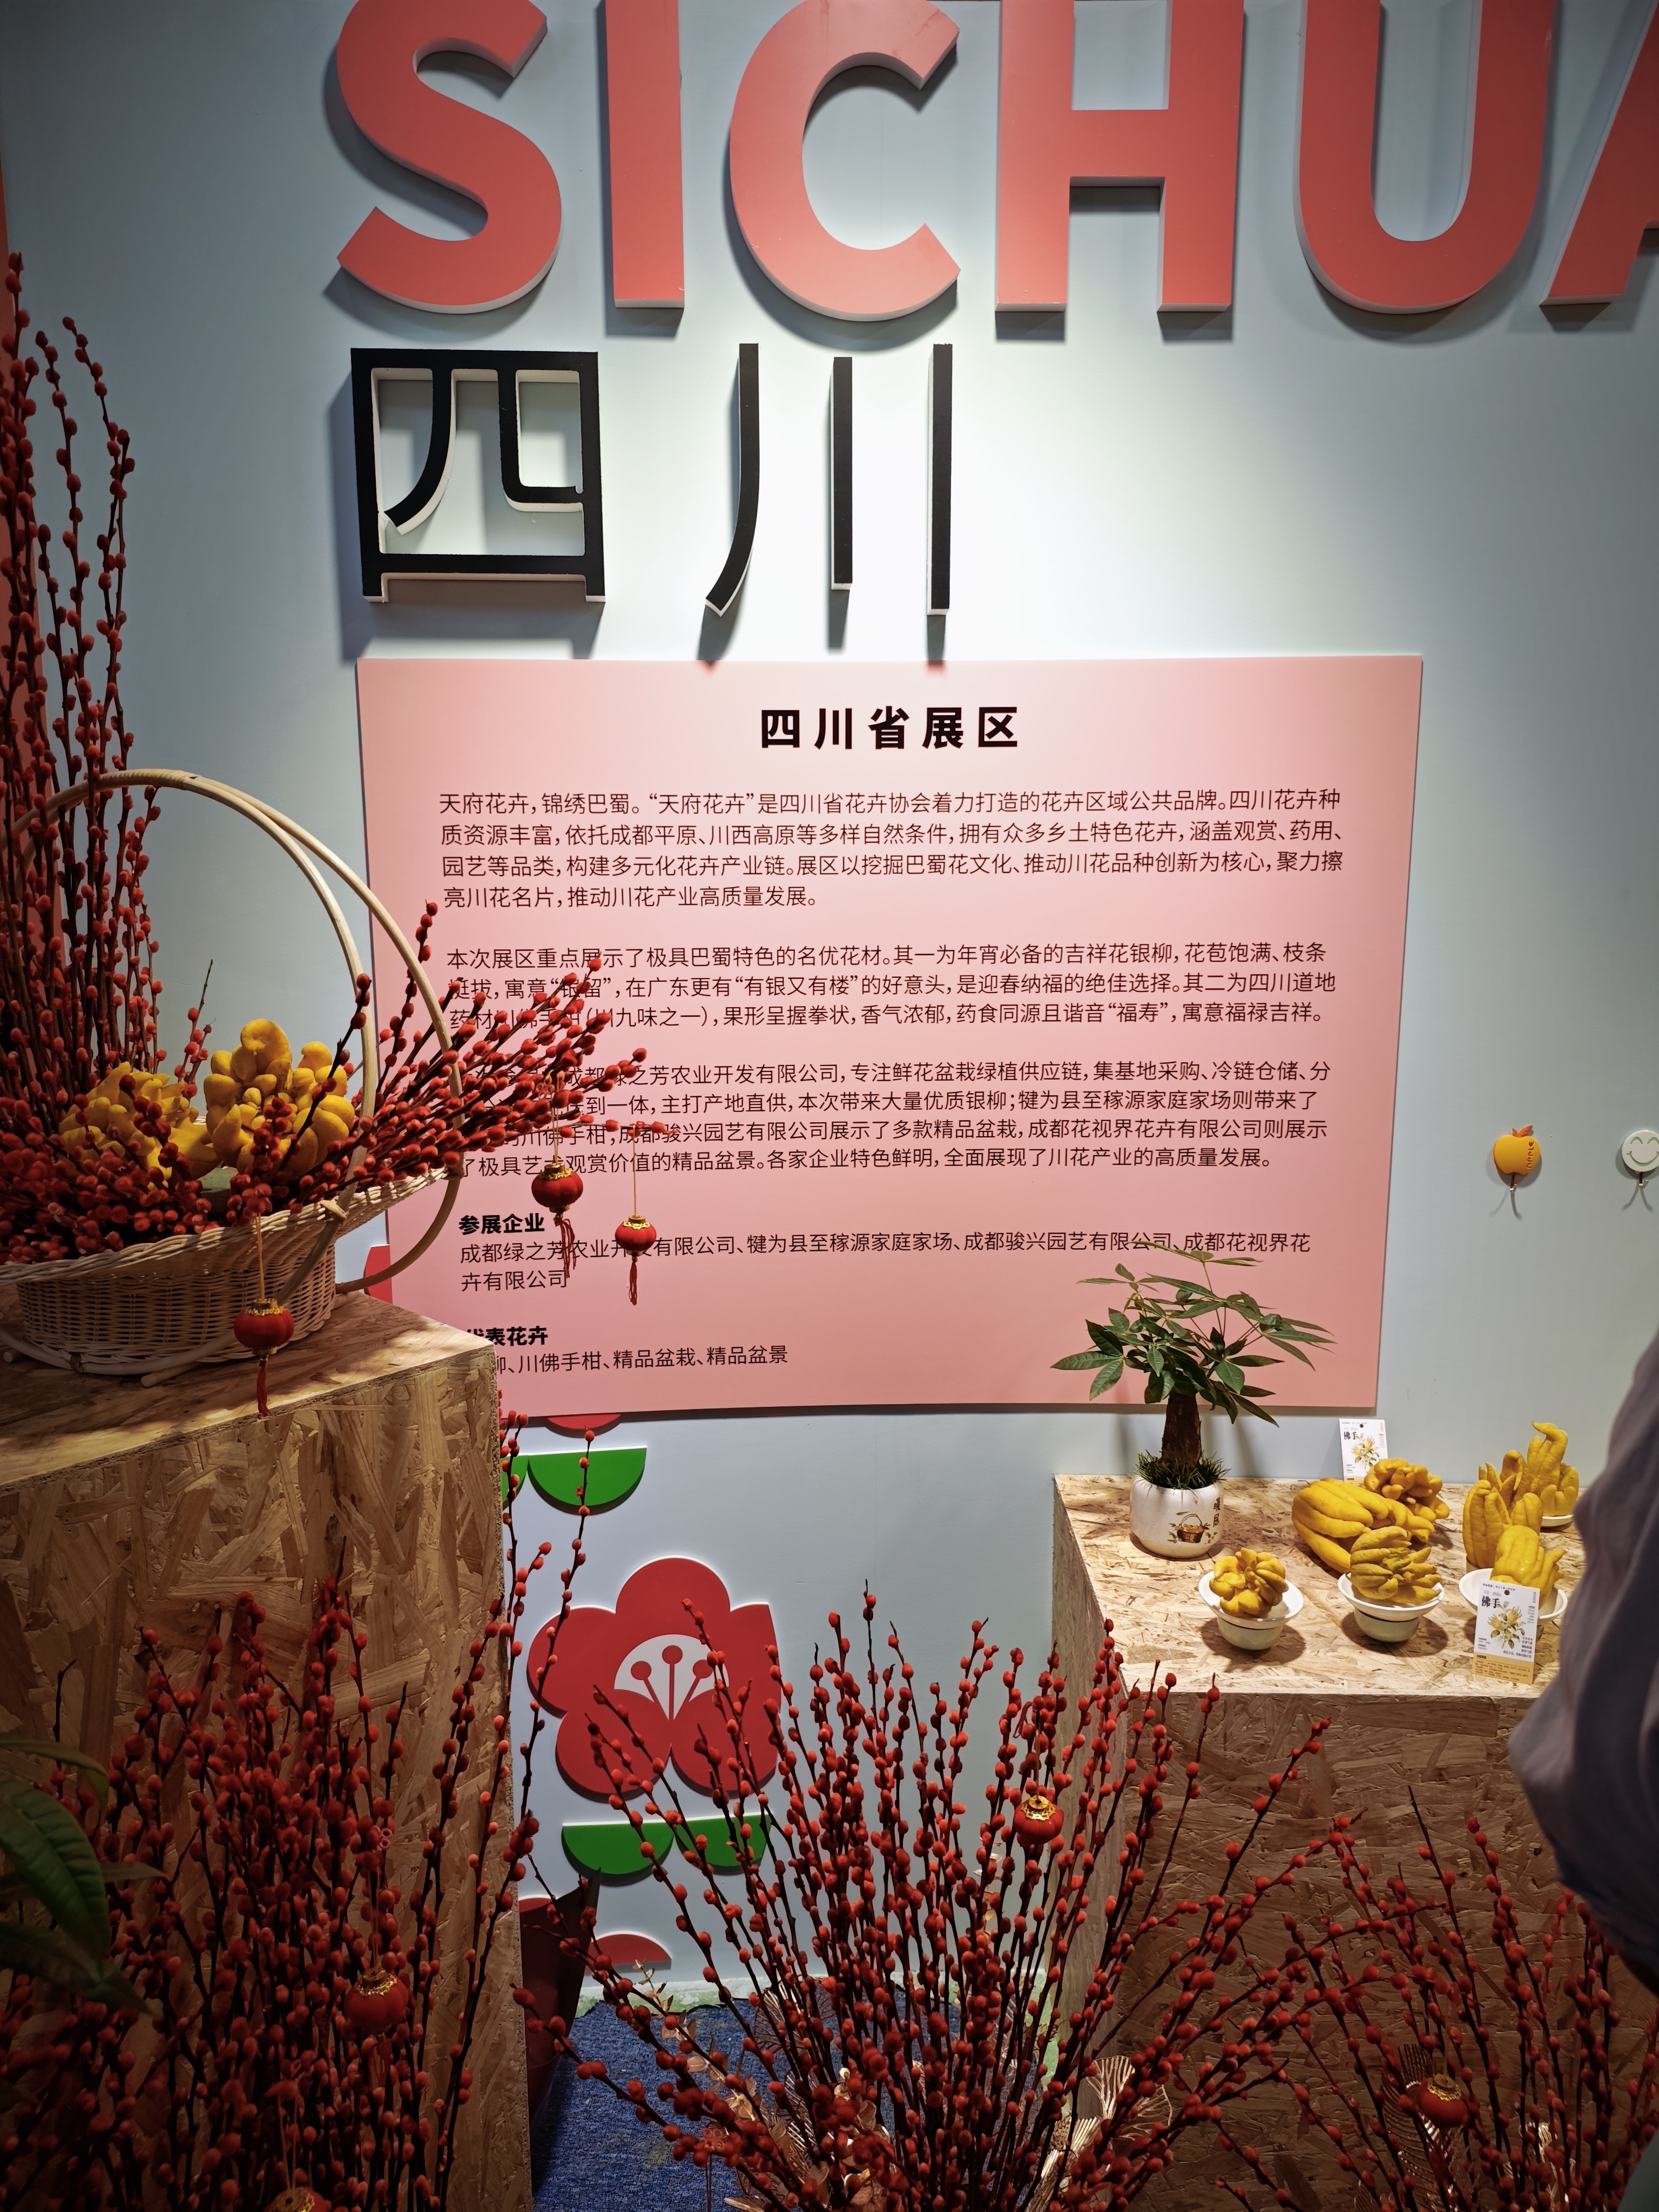 SICHUA
四川
四川省展区
天府花卉，锦绣巴蜀。“天府花卉”是四川省花卉协会着力打造的花卉区域公共品牌。四川花卉种
质资源丰富，依托成都平原、川西高原等多样自然条件，拥有众多乡土特色花卉，涵盖观赏、药用、
园艺等品类，构建多元化花卉产业链。展区以挖掘巴蜀花文化、推动川花品种创新为核心，聚力擦
亮川花名片，推动川花产业高质量发展。
本次展区重点展示了极具巴蜀特色的名优花材。其一为年宵必备的吉祥花银柳，花苞饱满、枝条
挺拔，寓意“银留”，在广东更有“有银又有楼”的好意头，是迎春纳福的绝佳选择。其二为四川道地
药材川佛手柑（川九味之一），果形呈握拳状，香气浓郁，药食同源且谐音“福寿”，寓意福禄吉祥。
成都绿之芳农业开发有限公司，专注鲜花盆栽绿植供应链，集基地采购、冷链仓储、分
到一体，主打产地直供，本次带来大量优质银柳；犍为县至稼源家庭家场则带来了
川佛手柑；成都骏兴园艺有限公司展示了多款精品盆栽，成都花视界花卉有限公司则展示
了极具艺术观赏价值的精品盆景。各家企业特色鲜明，全面展现了川花产业的高质量发展。
参展企业
成都绿之芳农业开发有限公司、犍为县至稼源家庭家场、成都骏兴园艺有限公司、成都花视界花
卉有限公司
代表花卉
柳、川佛手柑、精品盆栽、精品盆景
佛手
佛手